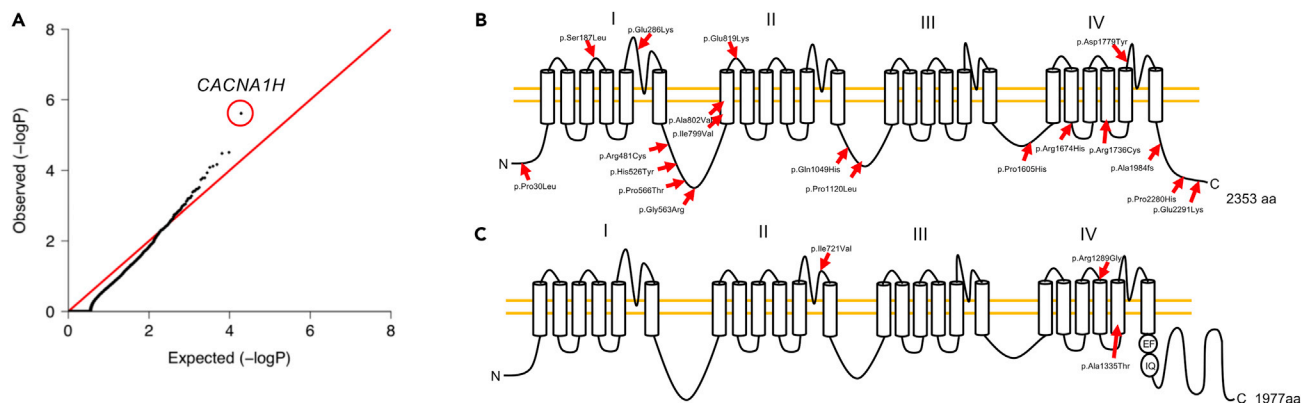 A
Observed (−logP)
8
6
4
2
0
CACNA1H
0 2 4 6 8
Expected (−logP)
B
I II III IV
p.Ser187Leu
p.Glu286Lys
p.Glu819Lys
p.Asp1779Tyr
p.Ala802Val
p.Ile799Val
p.Arg481Cys
p.His526Tyr
p.Pro566Thr
p.Gly563Arg
N
p.Pro30Leu
p.Gln1049His
p.Pro1120Leu
p.Pro1605His
p.Arg1674His
p.Arg1736Cys
p.Ala1984fs
p.Pro2280His
p.Glu2291Lys
C
2353 aa
C
I II III IV
p.Ile721Val
p.Arg1289Gly
p.Ala1335Thr
EF
IQ
N
C 1977aa